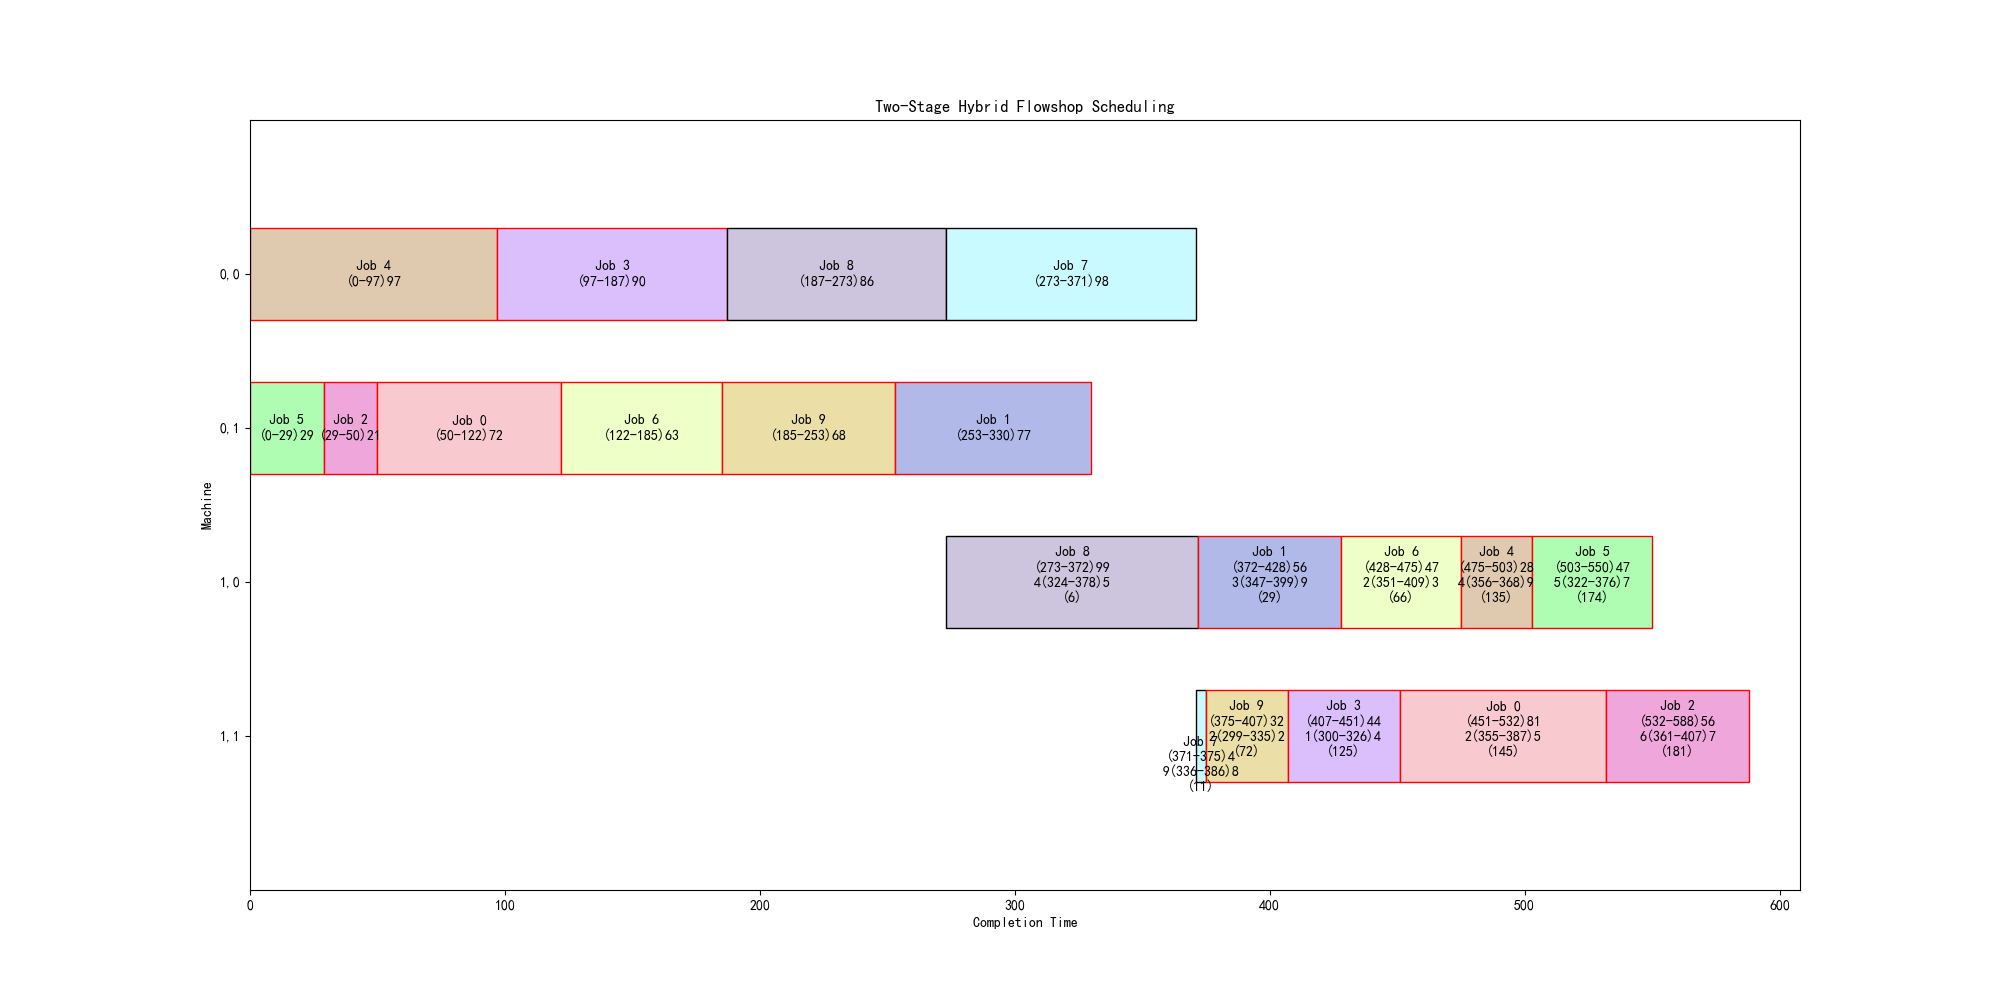 Two-Stage Hybrid Flowshop Scheduling
Machine
0,0
Job 4
(0-97)97
Job 3
(97-187)90
Job 8
(187-273)86
Job 7
(273-371)98
0,1
Job 5
(0-29)29
Job 2
(29-50)21
Job 0
(50-122)72
Job 6
(122-185)63
Job 9
(185-253)68
Job 1
(253-330)77
1,0
Job 8
(273-372)99
4(324-378)5
(6)
Job 1
(372-428)56
3(347-399)9
(29)
Job 6
(428-475)47
2(351-409)3
(66)
Job 4
(475-503)28
4(356-368)9
(135)
Job 5
(503-550)47
5(322-376)7
(174)
1,1
Job 7
(371-375)4
9(336-386)8
(11)
Job 9
(375-407)32
2(299-335)2
(72)
Job 3
(407-451)44
1(300-326)4
(125)
Job 0
(451-532)81
2(355-387)5
(145)
Job 2
(532-588)56
6(361-407)7
(181)
0
100
200
300
400
500
600
Completion Time